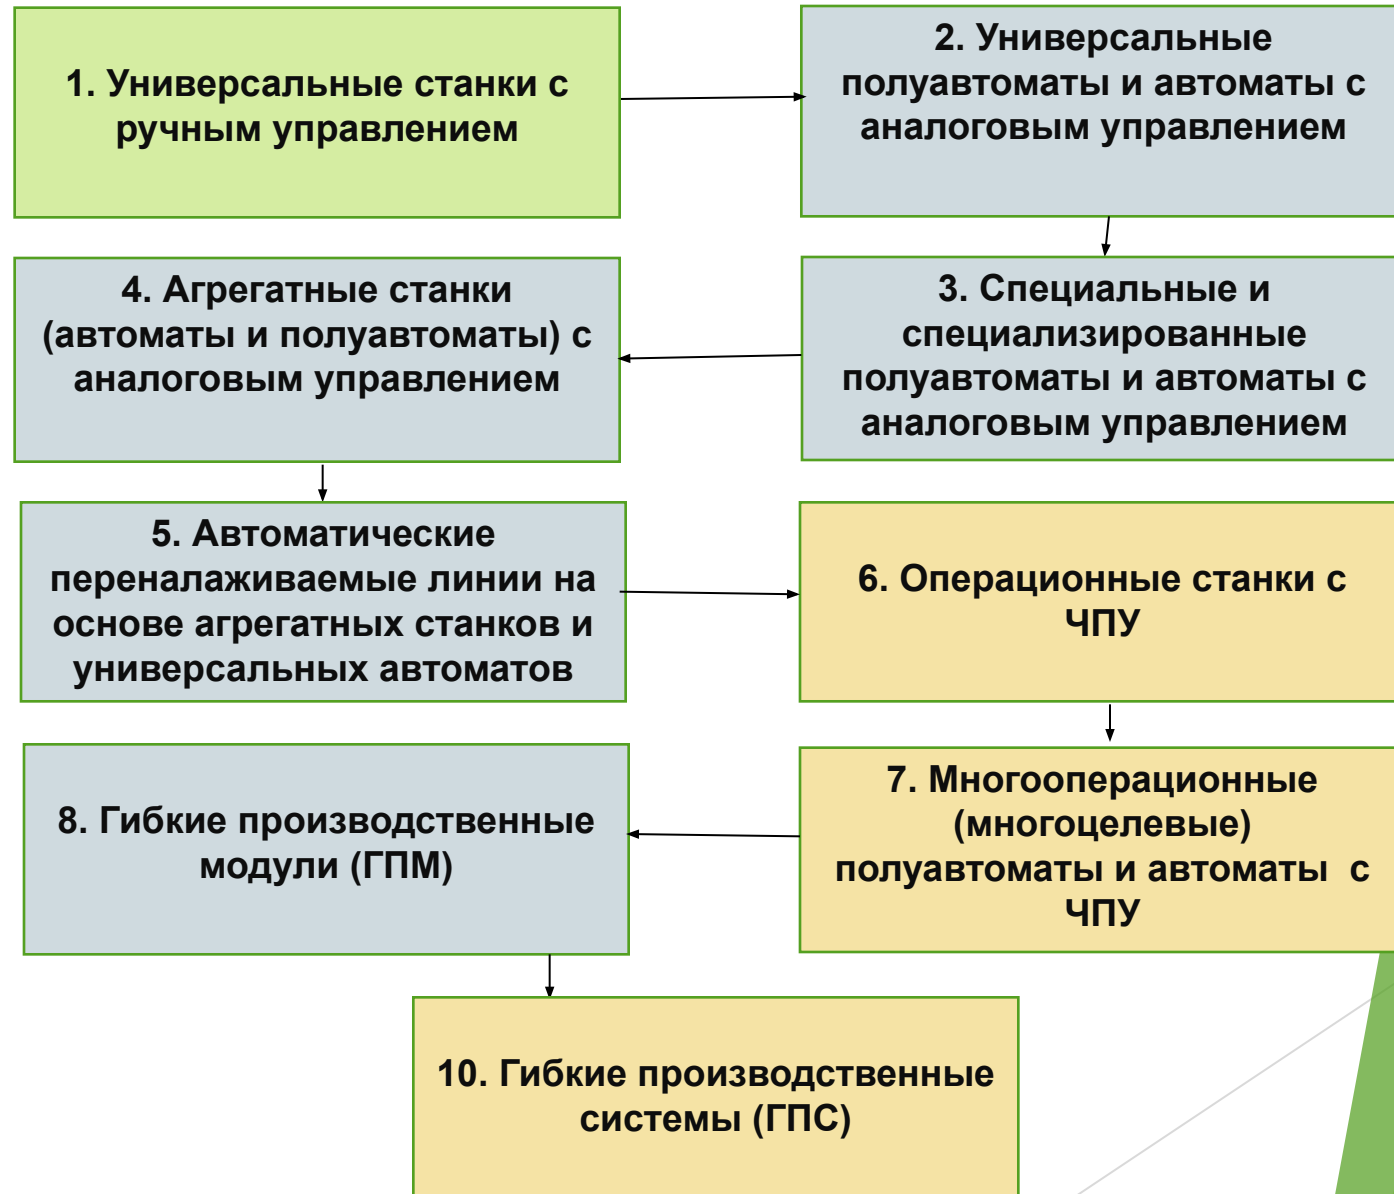 1. Универсальные станки с
ручным управлением
2. Универсальные
полуавтоматы и автоматы с
аналоговым управлением
3. Специальные и
специализированные
полуавтоматы и автоматы с
аналоговым управлением
4. Агрегатные станки
(автоматы и полуавтоматы) с
аналоговым управлением
5. Автоматические
переналаживаемые линии на
основе агрегатных станков и
универсальных автоматов
6. Операционные станки с
ЧПУ
7. Многооперационные
(многоцелевые)
полуавтоматы и автоматы  с
ЧПУ
8. Гибкие производственные
модули (ГПМ)
10. Гибкие производственные
системы (ГПС)